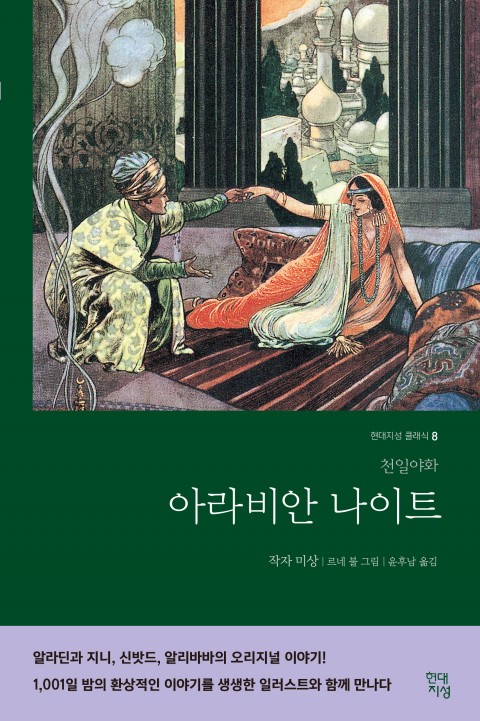 현대지성 클래식 8
천일야화
아라비안 나이트
작자 미상 | 르네 불 그림 | 윤후남 옮김
알라딘과 지니, 신밧드, 알리바바의 오리지널 이야기!
1,001일 밤의 환상적인 이야기를 생생한 일러스트와 함께 만나다
현대
지성